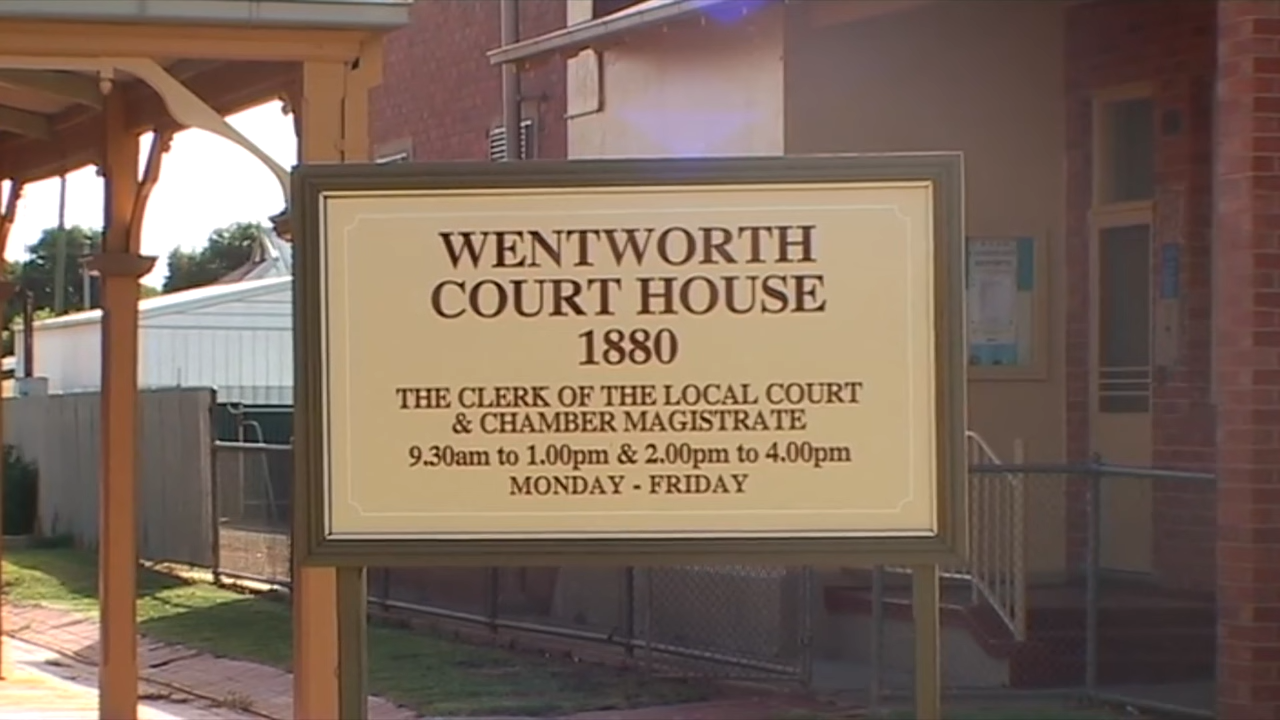 WENTWORTH
COURT HOUSE
1880
THE CLERK OF THE LOCAL COURT
& CHAMBER MAGISTRATE
9.30am to 1.00pm & 2.00pm to 4.00pm
MONDAY - FRIDAY